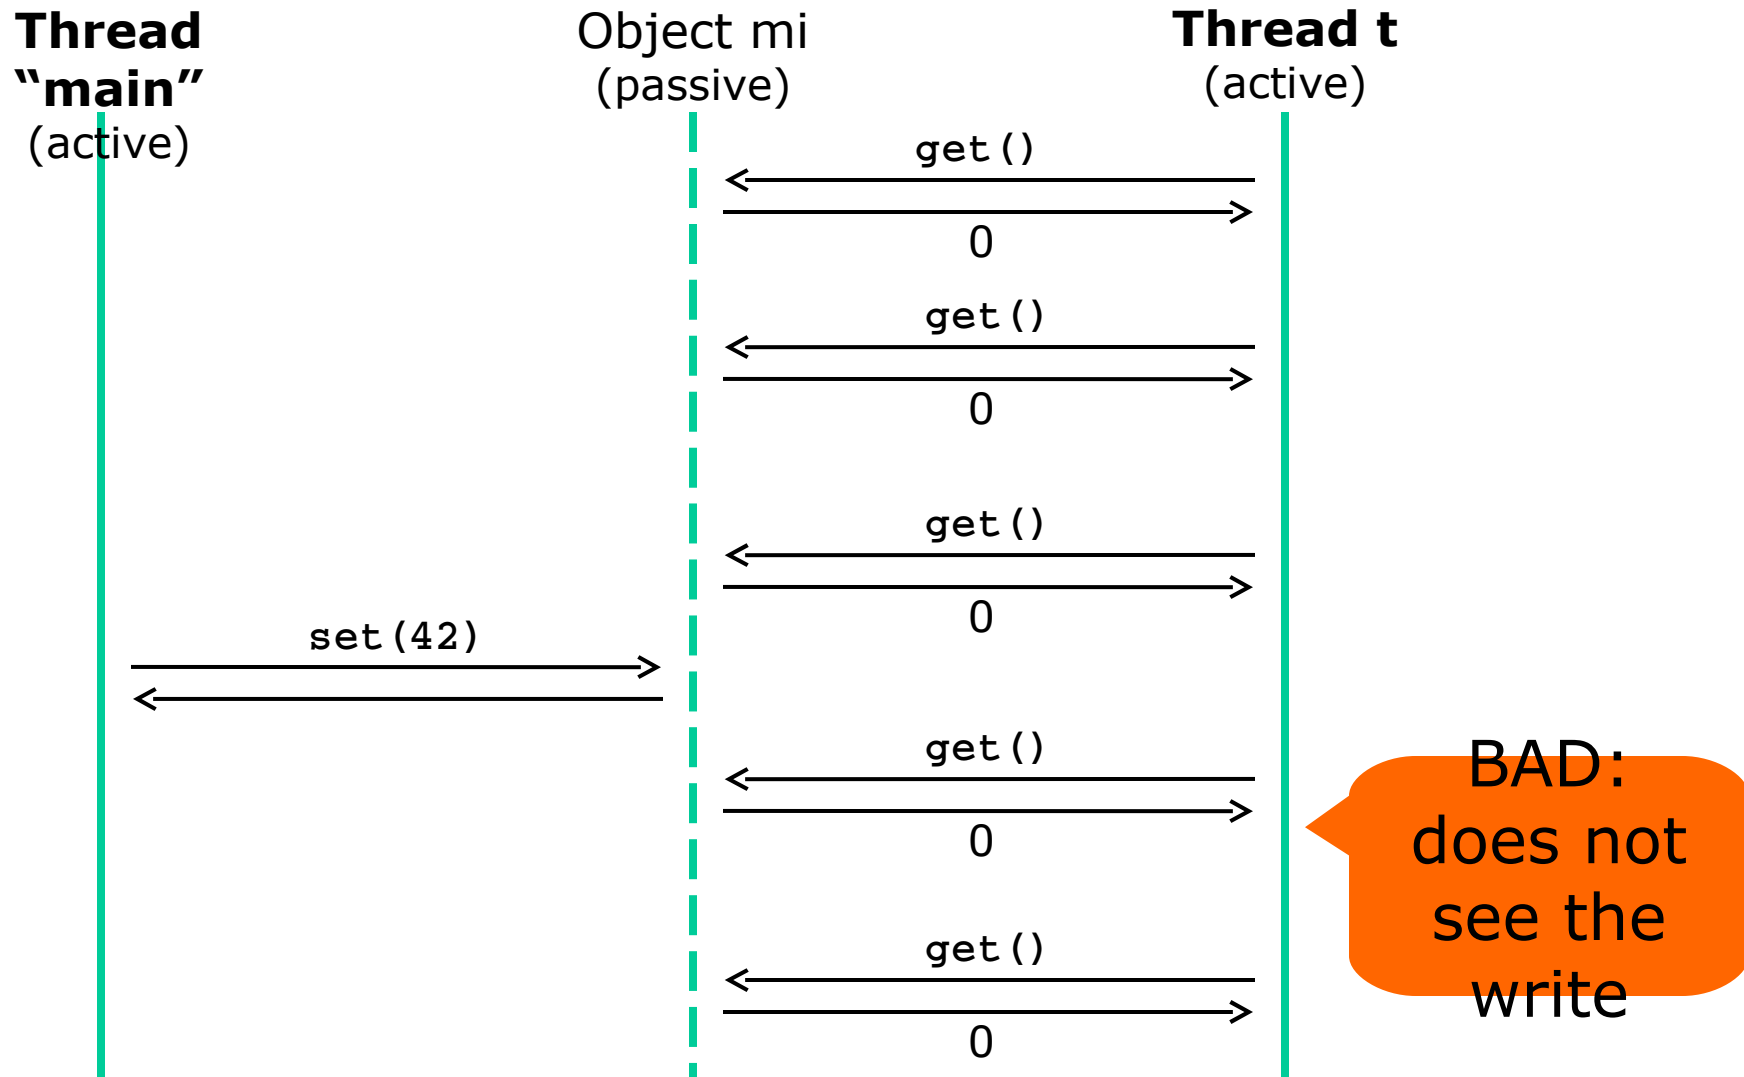 Thread
“main”
(active)
Object mi
(passive)
Thread t
(active)
get()
0
get()
0
get()
0
set(42)
get()
0
get()
0
BAD:
does not
see the
write